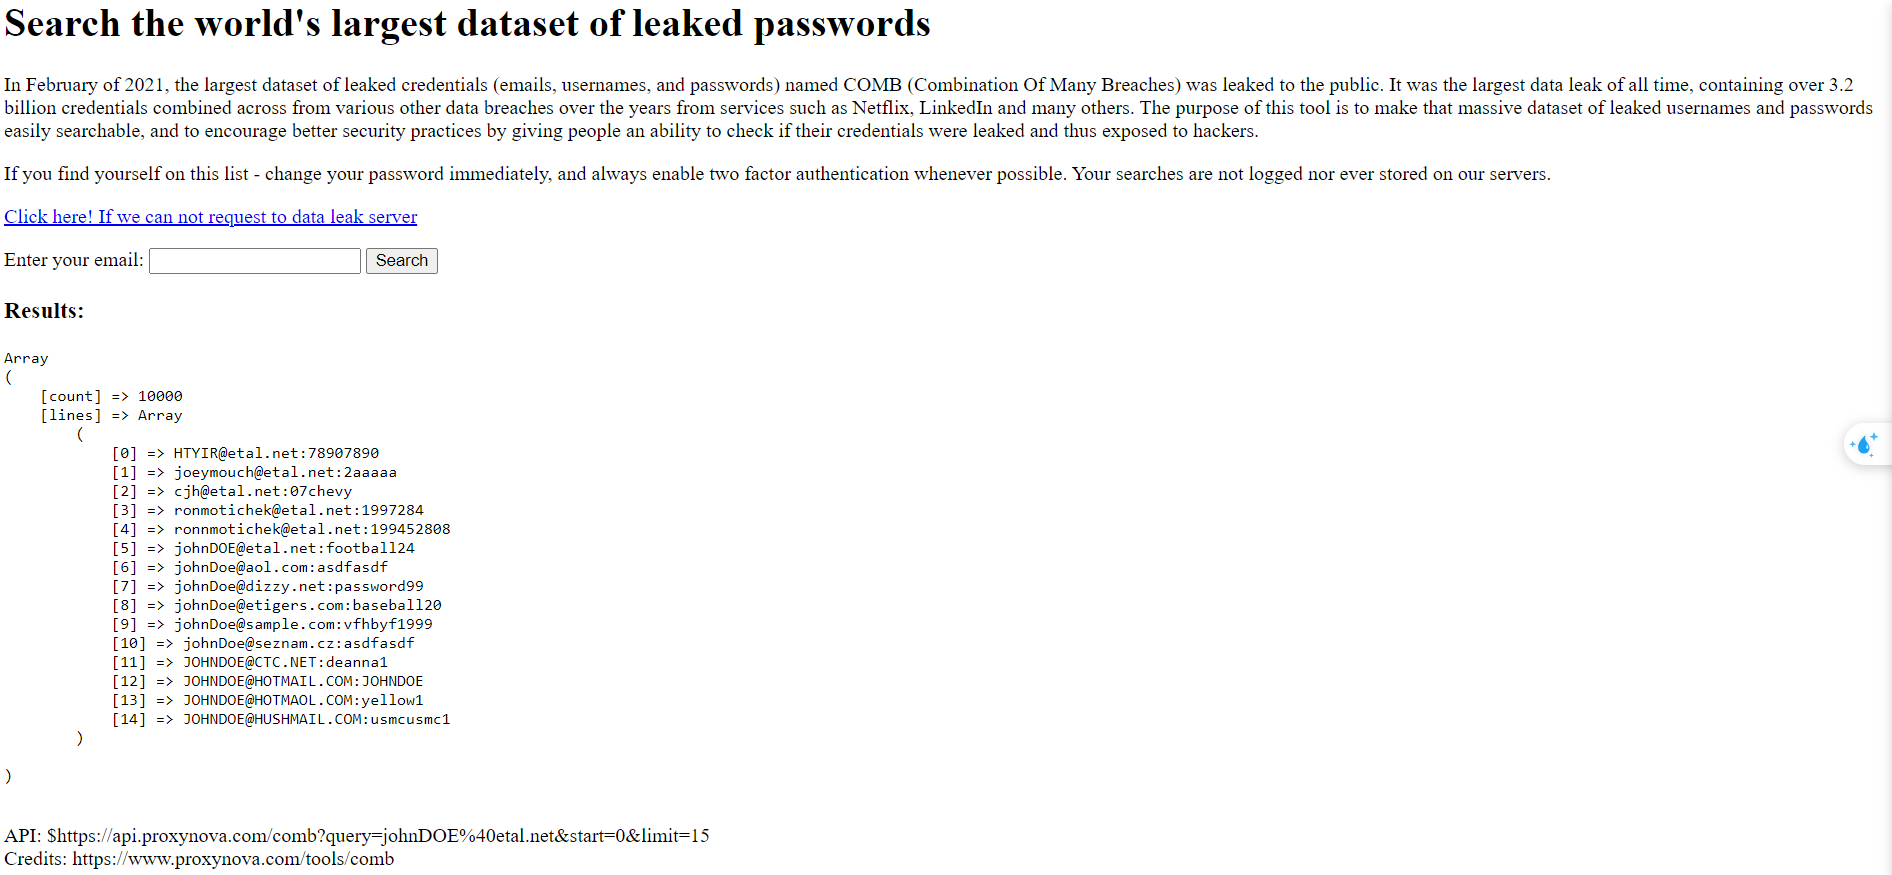 Search the world's largest dataset of leaked passwords
In February of 2021, the largest dataset of leaked credentials (emails, usernames, and passwords) named COMB (Combination Of Many Breaches) was leaked to the public. It was the largest data leak of all time, containing over 3.2
billion credentials combined across from various other data breaches over the years from services such as Netflix, LinkedIn and many others. The purpose of this tool is to make that massive dataset of leaked usernames and passwords
easily searchable, and to encourage better security practices by giving people an ability to check if their credentials were leaked and thus exposed to hackers.
If you find yourself on this list - change your password immediately, and always enable two factor authentication whenever possible. Your searches are not logged nor ever stored on our servers.
Click here! If we can not request to data leak server
Enter your email: Search
Results:
Array
(
[count] => 10000
[lines] => Array
(
[0] => HTYIR@etal.net:78907890
[1] => joeymouch@etal.net:2aaaaa
[2] => cjh@etal.net:07chevy
[3] => ronmotichek@etal.net:1997284
[4] => ronnmotichek@etal.net:199452808
[5] => johnDOE@etal.net:football24
[6] => johnDoe@aol.com:asdfasdf
[7] => johnDoe@dizzy.net:password99
[8] => johnDoe@etigers.com:baseball20
[9] => johnDoe@sample.com:vfhbyf1999
[10] => johnDoe@seznam.cz:asdfasdf
[11] => JOHNDOE@CTC.NET:deanna1
[12] => JOHNDOE@HOTMAIL.COM:JOHNDOE
[13] => JOHNDOE@HOTMAOL.COM:yellow1
[14] => JOHNDOE@HUSHMAIL.COM:usmcusmc1
)
)
API: $https://api.proxynova.com/comb?query=johnDOE%40etal.net&start=0&limit=15
Credits: https://www.proxynova.com/tools/comb